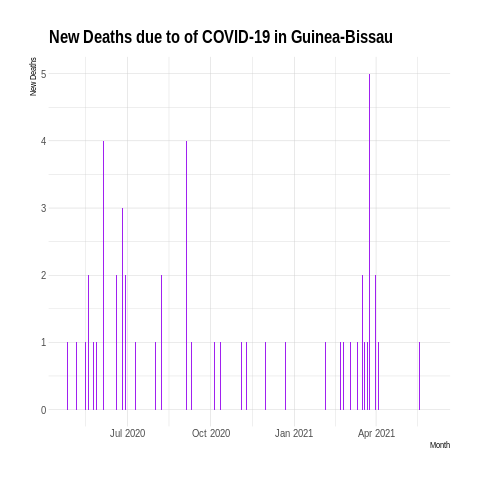 New Deaths due to of COVID-19 in Guinea-Bissau
New Deaths
5
4
3
2
1
0
Jul 2020 Oct 2020 Jan 2021 Apr 2021
Month